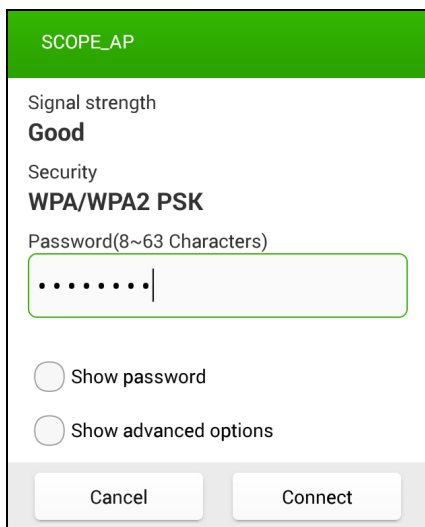 SCOPE_AP
Signal strength
Good
Security
WPA/WPA2 PSK
Password(8~63 Characters)
••••••••
Show password
Show advanced options
Cancel
Connect